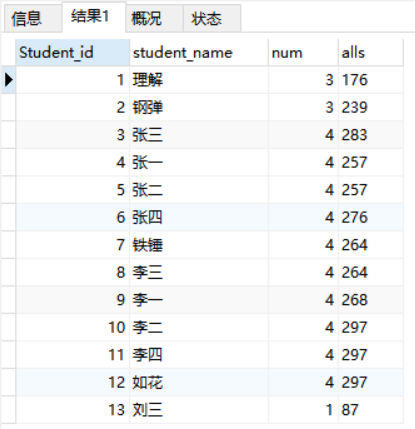 信息 结果1 概况 状态
Student_id student_name num alls
1 理解 3 176
2 钢弹 3 239
3 张三 4 283
4 张一 4 257
5 张二 4 257
6 张四 4 276
7 铁锤 4 264
8 李三 4 264
9 李一 4 268
10 李二 4 297
11 李四 4 297
12 如花 4 297
13 刘三 1 87